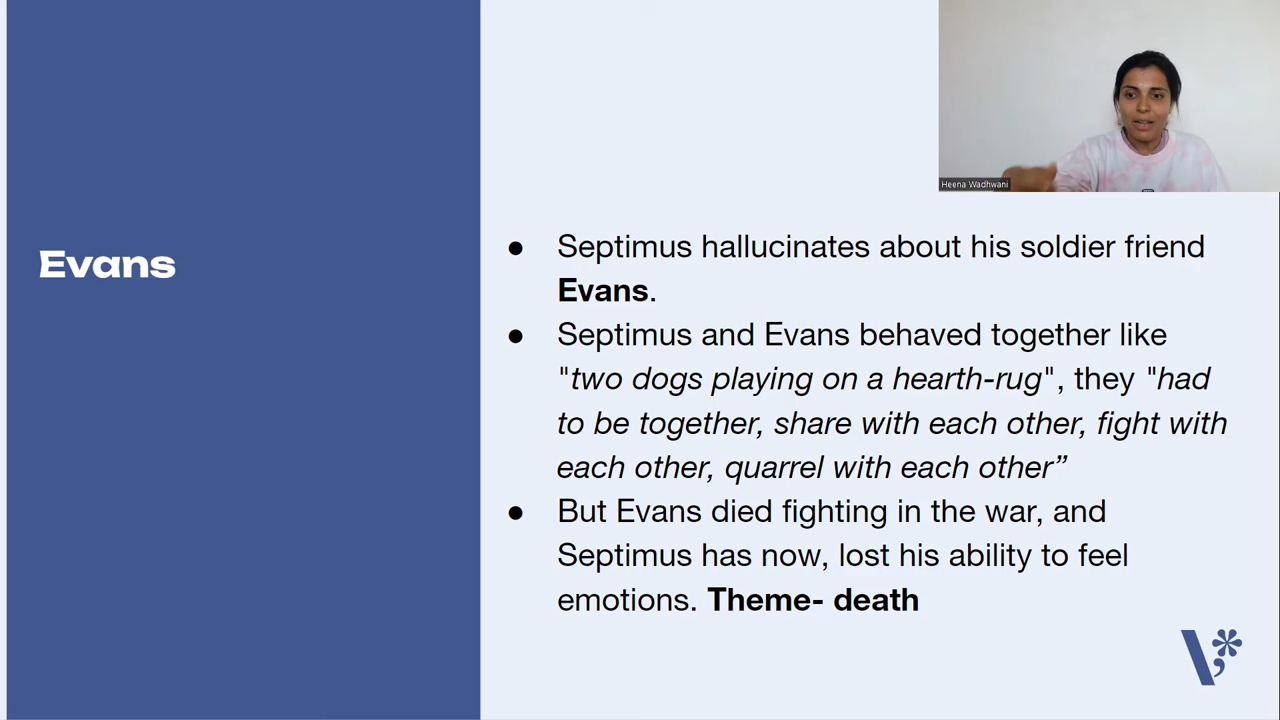 Heena Wadhwani
Evans
● Septimus hallucinates about his soldier friend
Evans.
● Septimus and Evans behaved together like
"two dogs playing on a hearth-rug", they "had
to be together, share with each other, fight with
each other, quarrel with each other”
● But Evans died fighting in the war, and
Septimus has now, lost his ability to feel
emotions. Theme- death